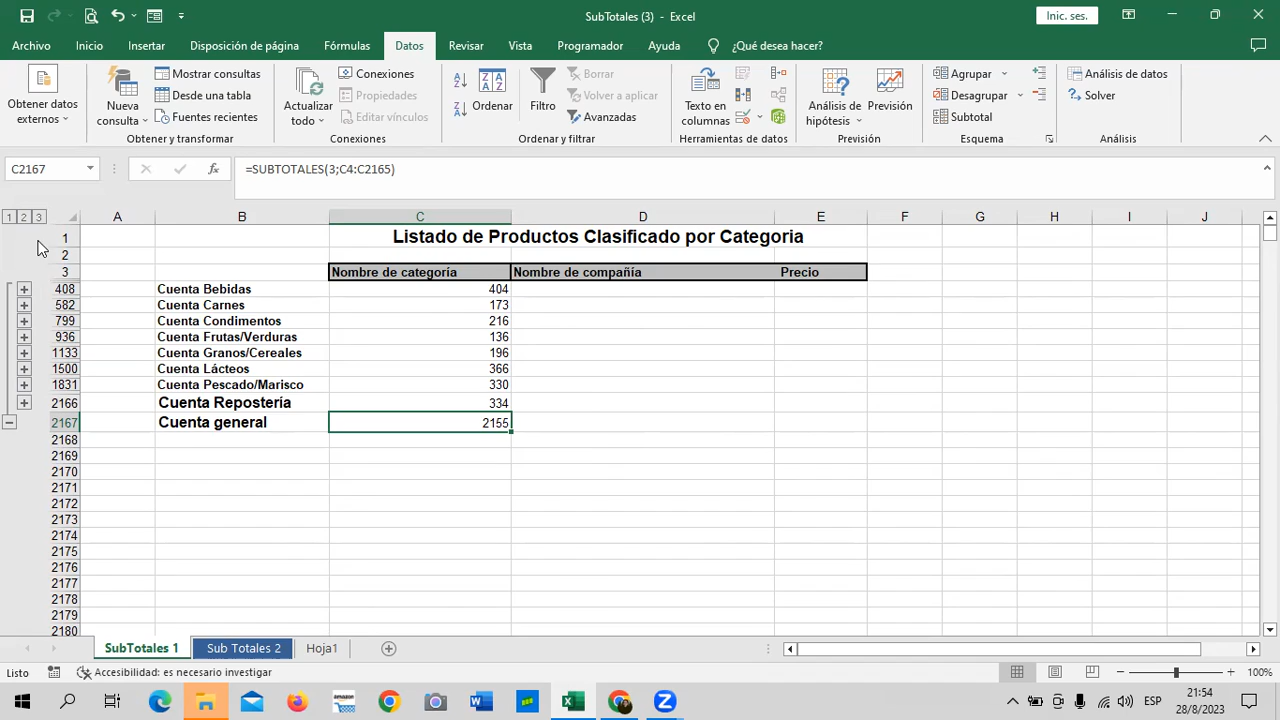 SubTotales (3) - Excel
Inic. ses.
Archivo Inicio Insertar Disposición de página Fórmulas Datos Revisar Vista Programador Ayuda ¿Qué desea hacer?
Obtener datos externos
Nueva consulta
Mostrar consultas
Desde una tabla
Fuentes recientes
Obtener y transformar
Actualizar todo
Conexiones
Propiedades
Editar vínculos
Conexiones
Ordenar
Filtro
Borrar
Volver a aplicar
Avanzadas
Ordenar y filtrar
Texto en columnas
Herramientas de datos
Análisis de hipótesis
Previsión
Previsión
Agrupar
Desagrupar
Subtotal
Esquema
Análisis de datos
Solver
Análisis
C2167 fx =SUBTOTALES(3;C4:C2165)
1 2 3 A B C D E F G H I J
1 Listado de Productos Clasificado por Categoria
2
3 Nombre de categoría Nombre de compañía Precio
408 Cuenta Bebidas 404
582 Cuenta Carnes 173
799 Cuenta Condimentos 216
936 Cuenta Frutas/Verduras 136
1133 Cuenta Granos/Cereales 196
1500 Cuenta Lácteos 366
1831 Cuenta Pescado/Marisco 330
2166 Cuenta Repostería 334
2167 Cuenta general 2155
2168
2169
2170
2171
2172
2173
2174
2175
2176
2177
2178
2179
2180
SubTotales 1 Sub Totales 2 Hoja1
Listo Accesibilidad: es necesario investigar 100%
ESP 21:54
28/8/2023